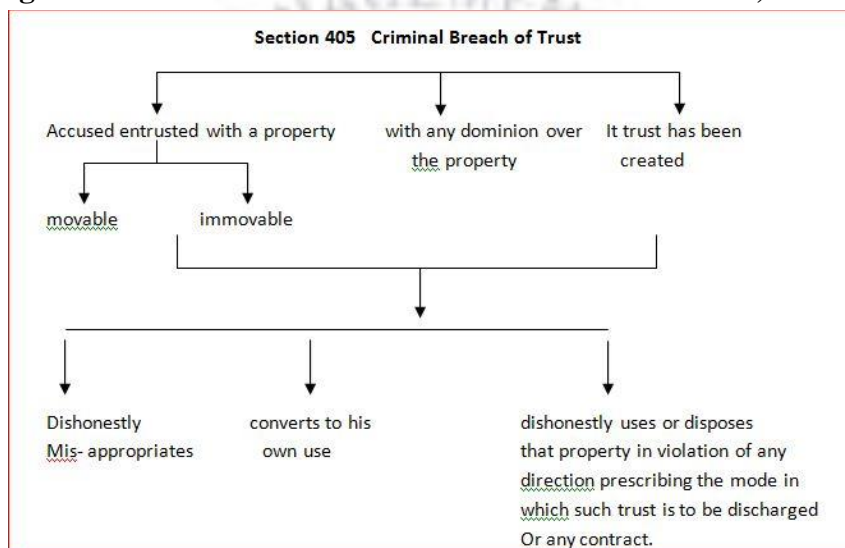 Section 405 Criminal Breach of Trust
Accused entrusted with a property
with any dominion over
the property
It trust has been
created
movable
immovable
Dishonestly
Mis- appropriates
converts to his
own use
dishonestly uses or disposes
that property in violation of any
direction prescribing the mode in
which such trust is to be discharged
Or any contract.